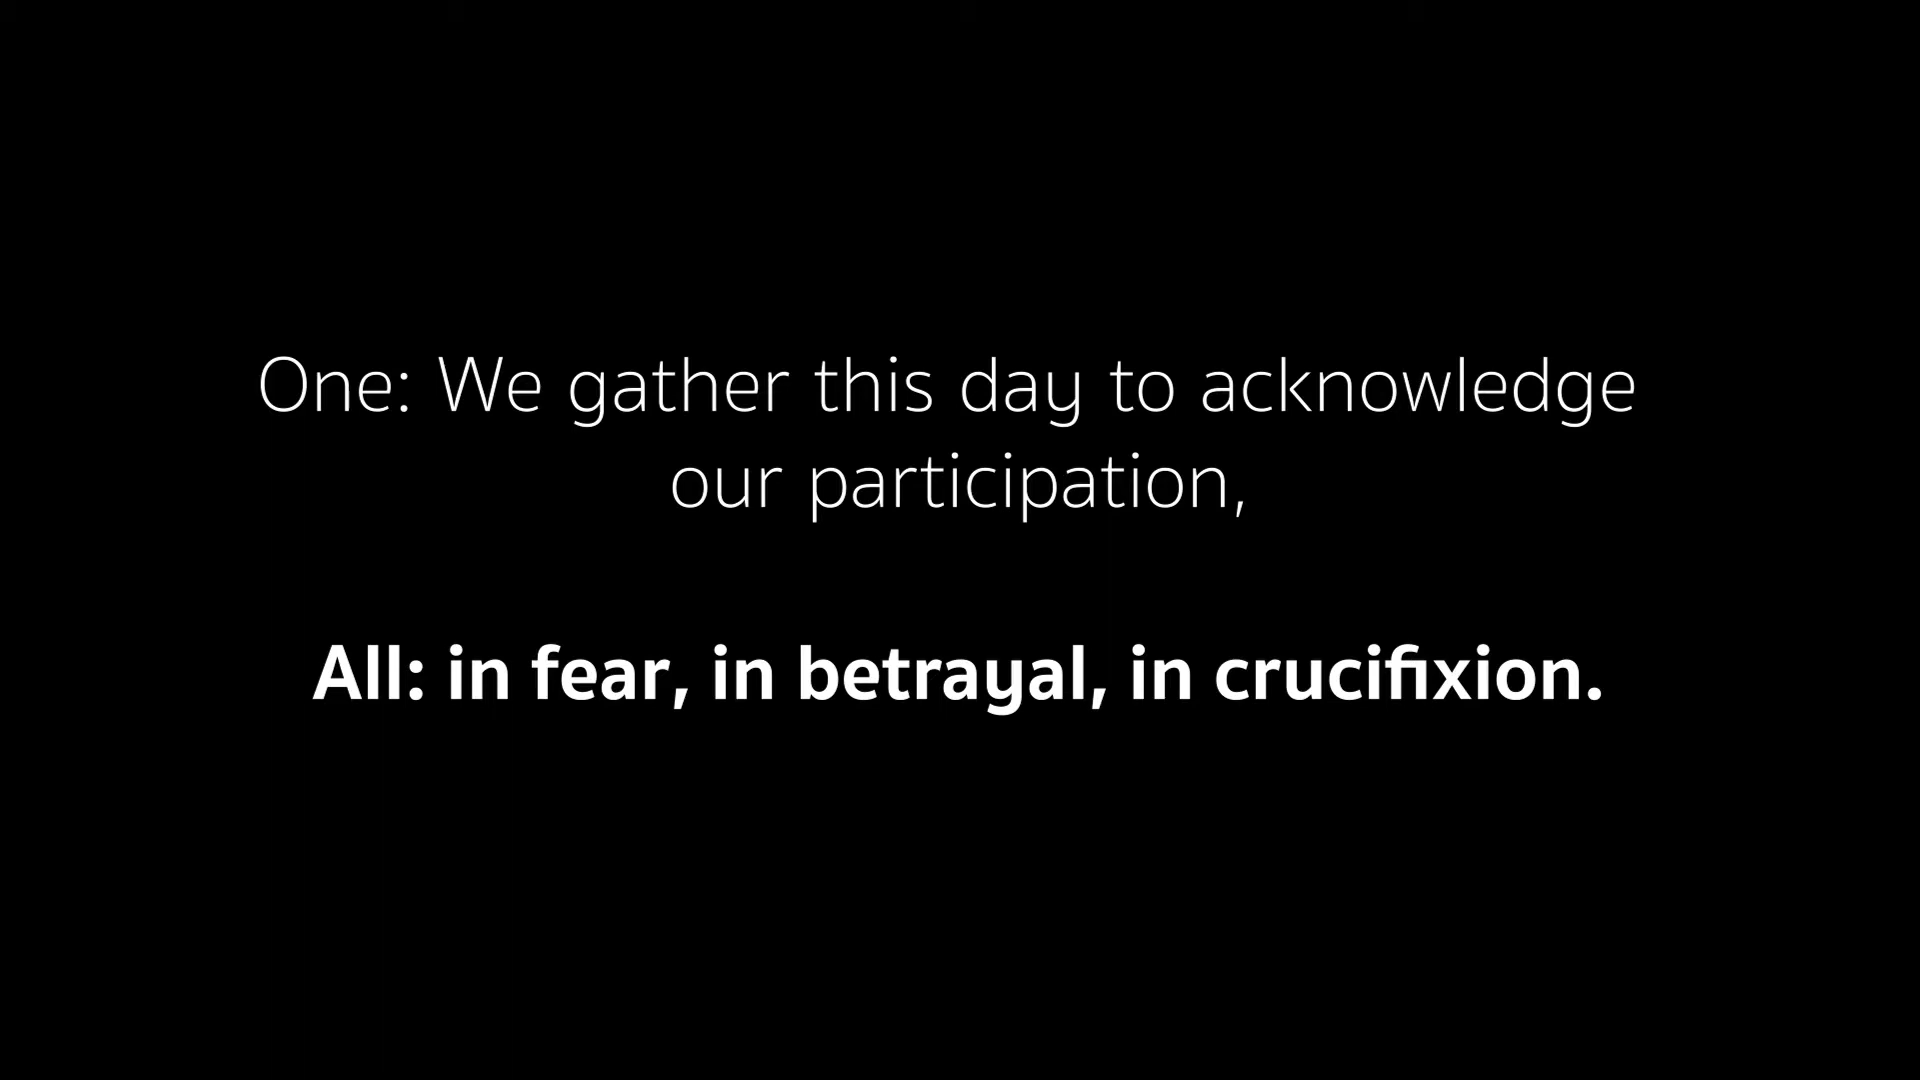 One: We gather this day to acknowledge
our participation,
All: in fear, in betrayal, in crucifixion.